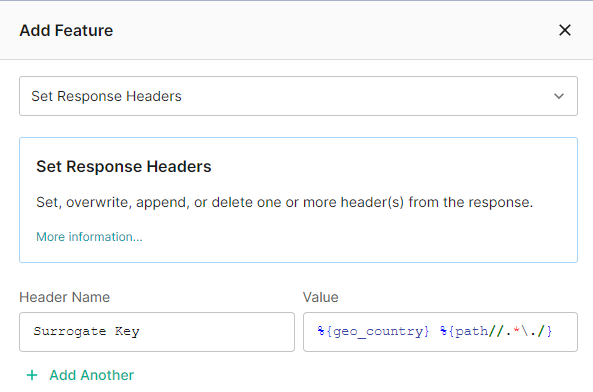 Add Feature
Set Response Headers
Set Response Headers
Set, overwrite, append, or delete one or more header(s) from the response.
More information...
Header Name Value
Surrogate Key %{geo_country} %{path//.*\./}
+ Add Another